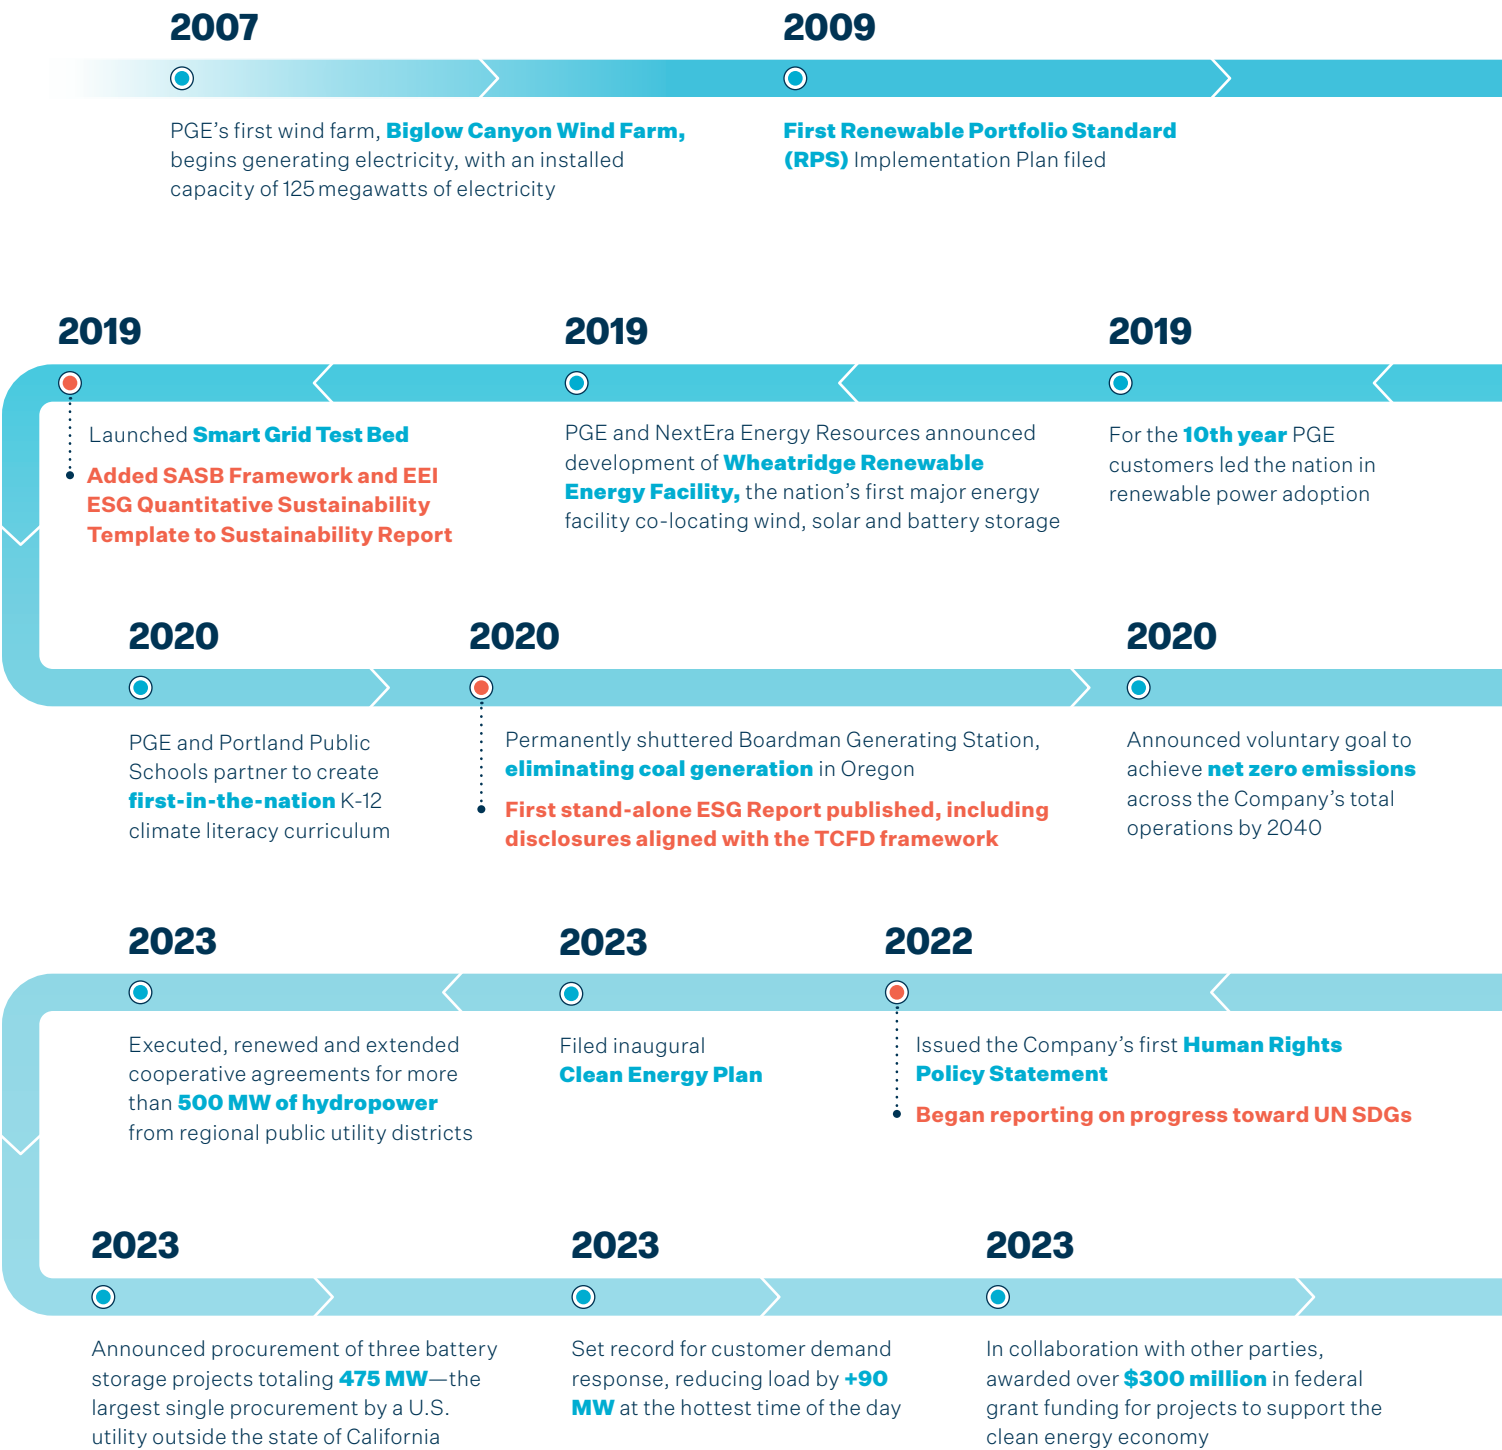 2007
PGE's first wind farm, Biglow Canyon Wind Farm,
begins generating electricity, with an installed
capacity of 125 megawatts of electricity
2009
First Renewable Portfolio Standard
(RPS) Implementation Plan filed
2019
Launched Smart Grid Test Bed
Added SASB Framework and EEI
ESG Quantitative Sustainability
Template to Sustainability Report
2019
PGE and NextEra Energy Resources announced
development of Wheatridge Renewable
Energy Facility, the nation's first major energy
facility co-locating wind, solar and battery storage
2019
For the 10th year PGE
customers led the nation in
renewable power adoption
2020
PGE and Portland Public
Schools partner to create
first-in-the-nation K-12
climate literacy curriculum
2020
Permanently shuttered Boardman Generating Station,
eliminating coal generation in Oregon
First stand-alone ESG Report published, including
disclosures aligned with the TCFD framework
2020
Announced voluntary goal to
achieve net zero emissions
across the Company's total
operations by 2040
2023
Executed, renewed and extended
cooperative agreements for more
than 500 MW of hydropower
from regional public utility districts
2023
Filed inaugural
Clean Energy Plan
2022
Issued the Company's first Human Rights
Policy Statement
Began reporting on progress toward UN SDGs
2023
Announced procurement of three battery
storage projects totaling 475 MW—the
largest single procurement by a U.S.
utility outside the state of California
2023
Set record for customer demand
response, reducing load by +90
MW at the hottest time of the day
2023
In collaboration with other parties,
awarded over $300 million in federal
grant funding for projects to support the
clean energy economy